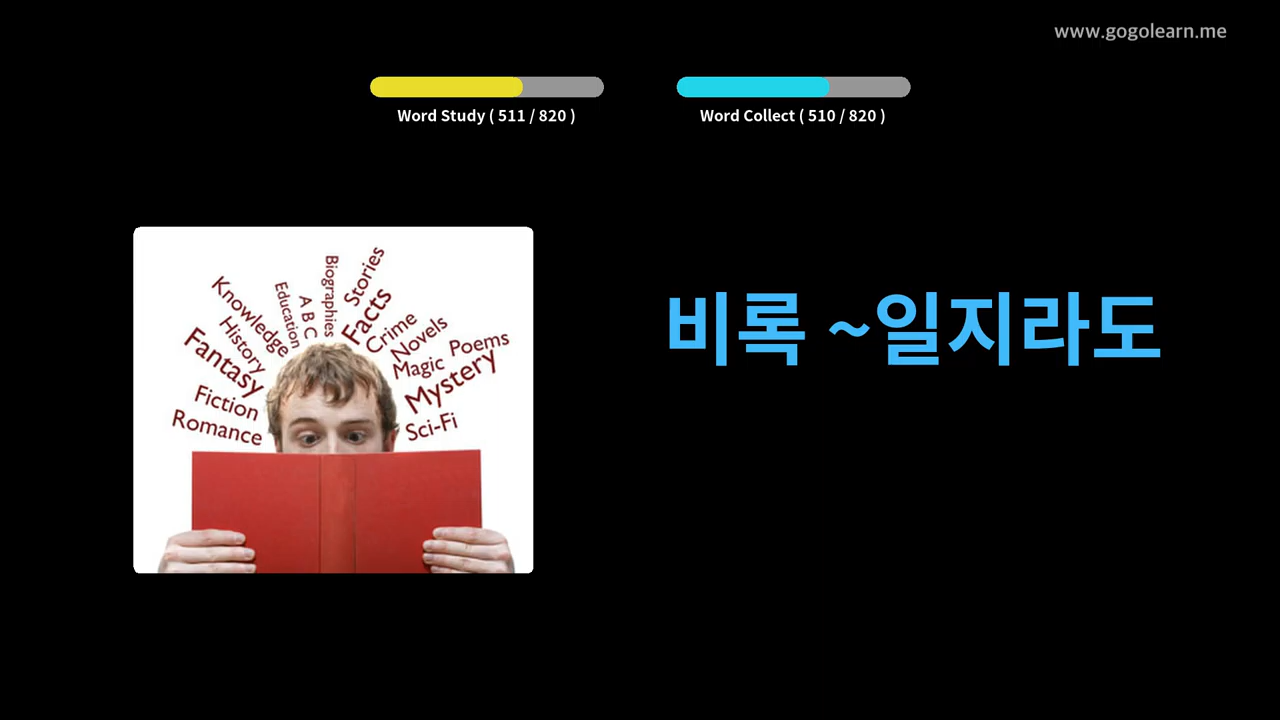 www.gogolearn.me
Word Study ( 511 / 820 )
Word Collect ( 510 / 820 )
비록 ~일지라도
Knowledge
History
Fantasy
Fiction
Romance
Education
A B C
Biographies
Stories
Facts
Crime
Novels
Magic
Poems
Mystery
Sci-Fi